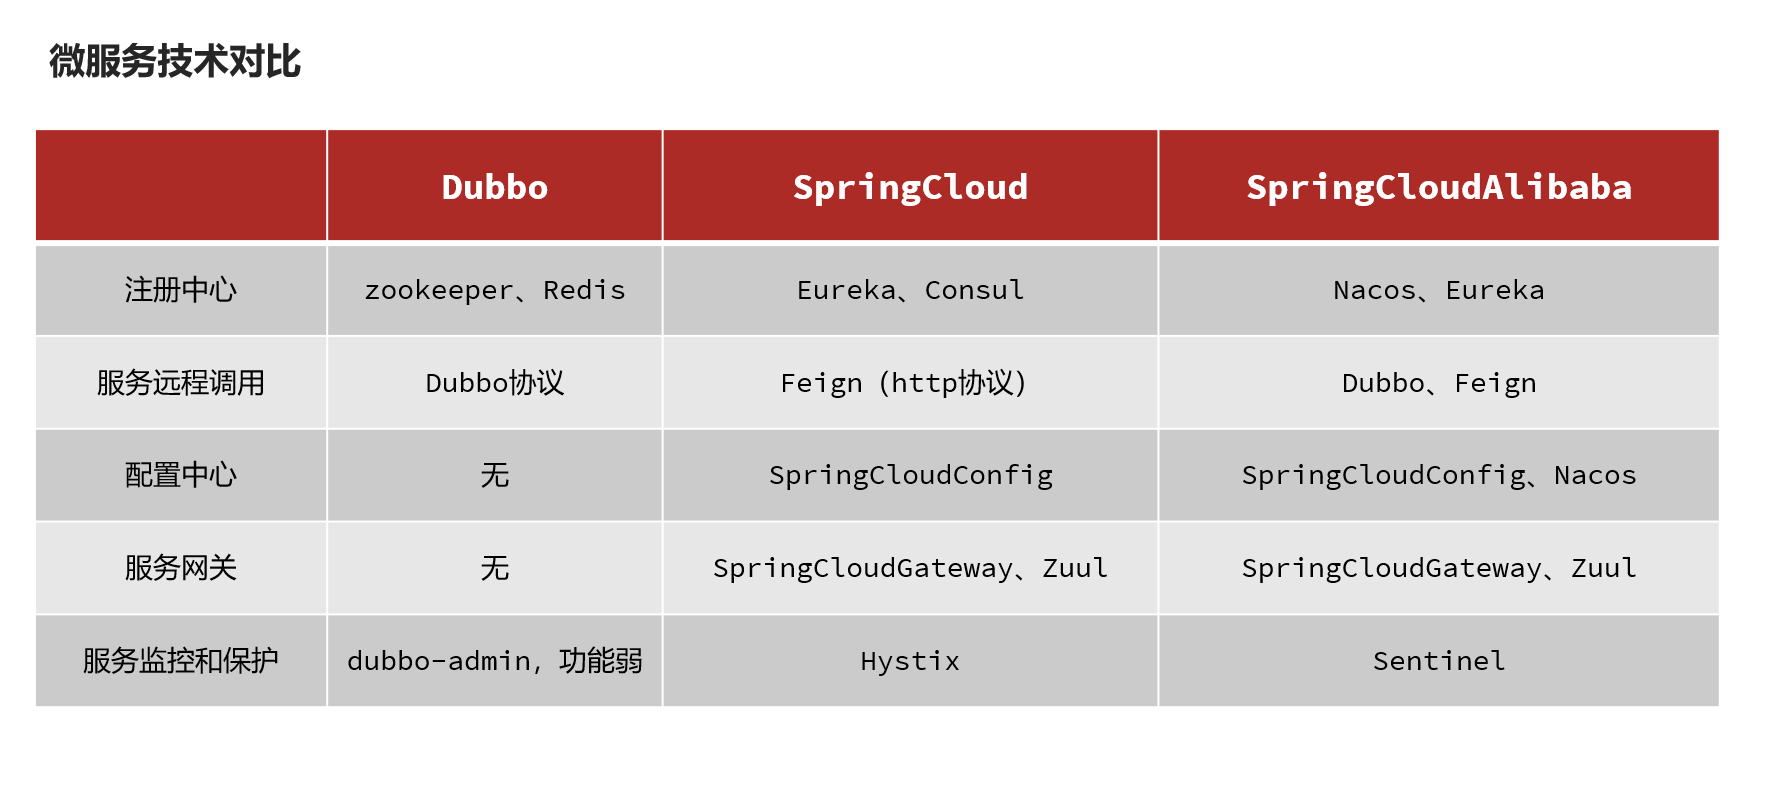 微服务技术对比
Dubbo SpringCloud SpringCloudAlibaba
注册中心 zookeeper、Redis Eureka、Consul Nacos、Eureka
服务远程调用 Dubbo协议 Feign（http协议） Dubbo、Feign
配置中心 无 SpringCloudConfig SpringCloudConfig、Nacos
服务网关 无 SpringCloudGateway、Zuul SpringCloudGateway、Zuul
服务监控和保护 dubbo-admin，功能弱 Hystix Sentinel